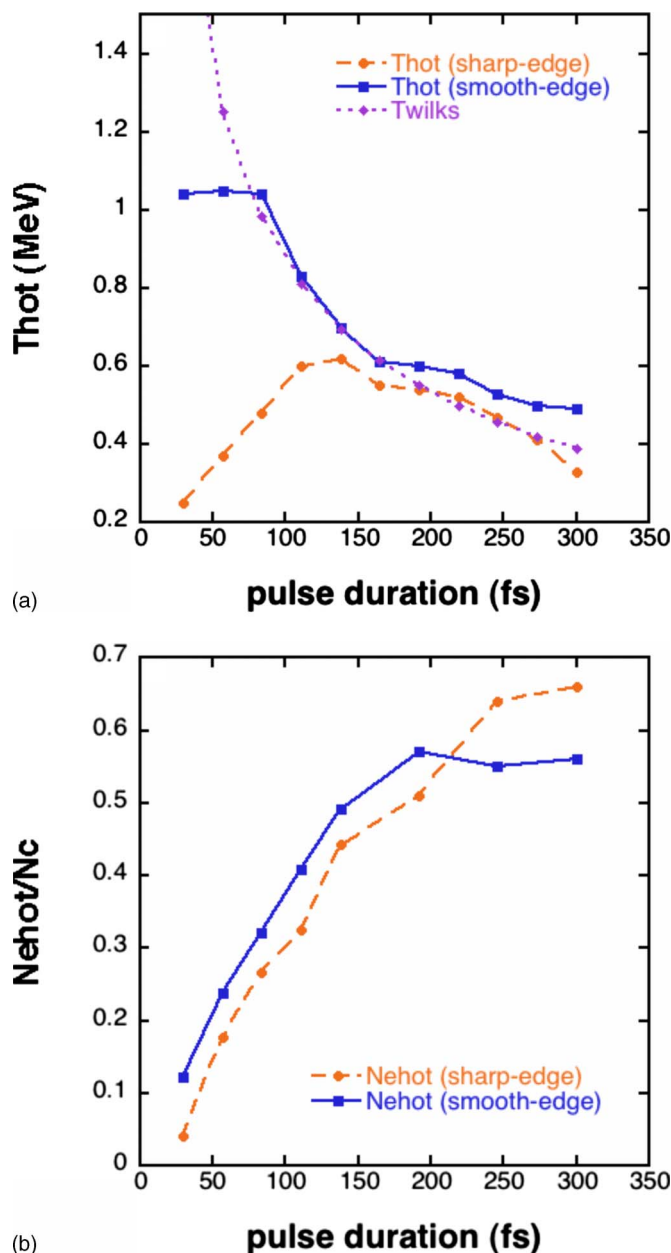 Thot (sharp-edge)
Thot (smooth-edge)
Twilks
1.4
1.2
1
0.8
0.6
0.4
0.2
Thot (MeV)
0 50 100 150 200 250 300 350
(a)
pulse duration (fs)
0.7
0.6
0.5
0.4
0.3
0.2
0.1
0
Nehot/Nc
Nehot (sharp-edge)
Nehot (smooth-edge)
0 50 100 150 200 250 300 350
(b)
pulse duration (fs)